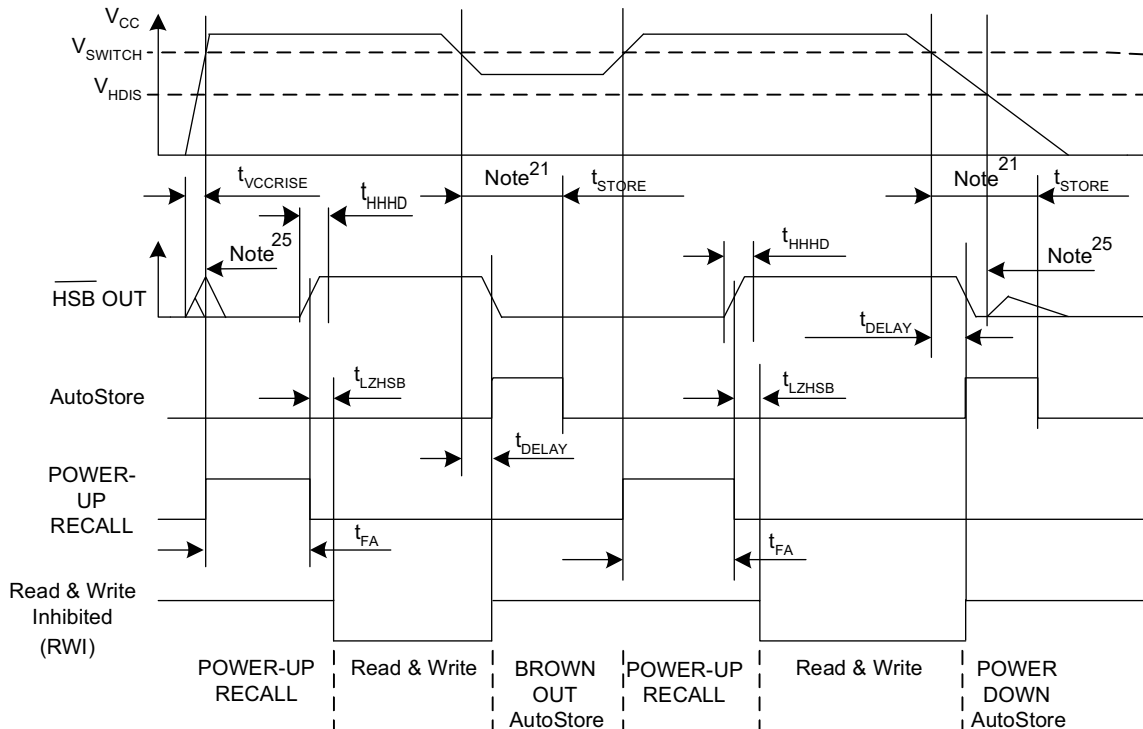 VCC
VSWITCH
VHDIS
tVCCRISE
Note21
tSTORE
Note21
tSTORE
tHHHD
Note25
tHHHD
Note25
HSB OUT
tDELAY
tLZHSB
tLZHSB
AutoStore
tDELAY
POWER-
UP
RECALL
tFA
tFA
Read & Write
Inhibited
(RWI)
POWER-UP
RECALL
Read & Write
BROWN
OUT
AutoStore
POWER-UP
RECALL
Read & Write
POWER
DOWN
AutoStore